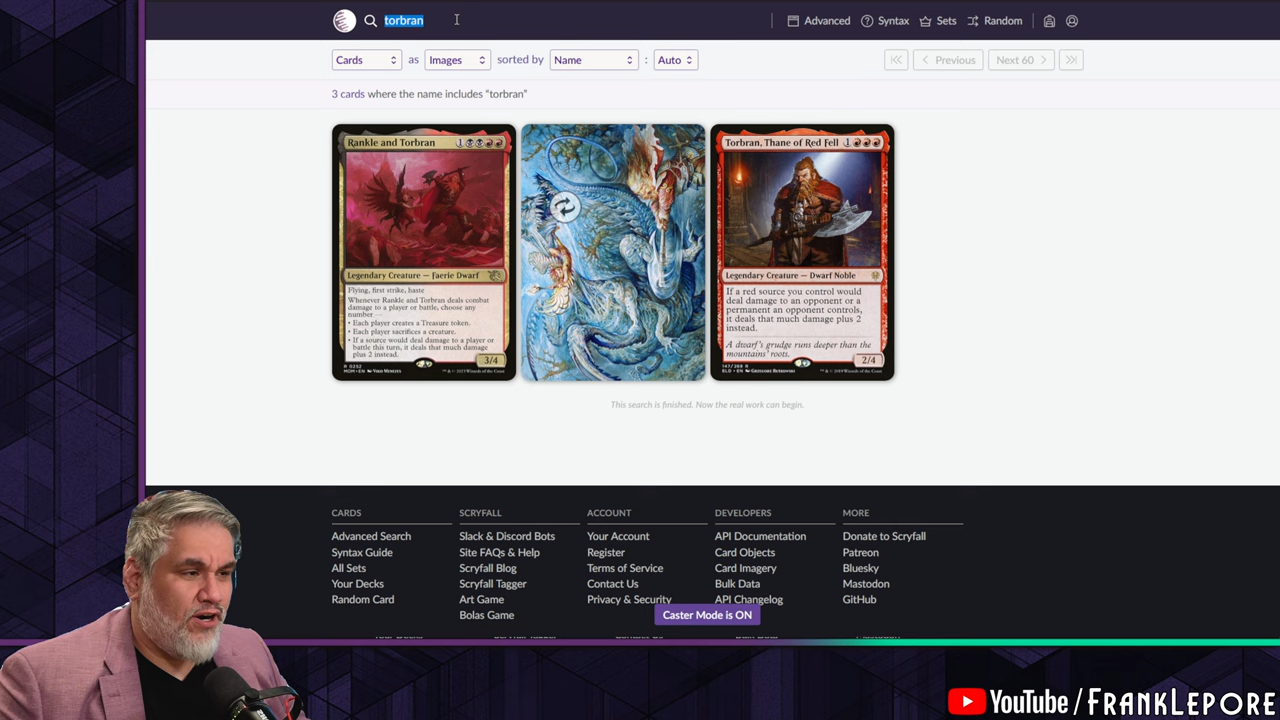 torbran
Advanced
Syntax
Sets
Random
Cards
as
Images
sorted by
Name
:
Auto
Previous
Next 60
3 cards where the name includes “torbran”
Rankle and Torbran
Legendary Creature — Faerie Dwarf
Flying, first strike, haste
Whenever Rankle and Torbran deals combat
damage to a player or battle, choose any
number —
• Each player creates a Treasure token.
• Each player sacrifices a creature.
• If a source would deal damage to a player or
battle this turn, it deals that much damage
plus 2 instead.
3/4
Torbran, Thane of Red Fell
Legendary Creature — Dwarf Noble
If a red source you control would
deal damage to an opponent or a
permanent an opponent controls,
it deals that much damage plus 2
instead.
A dwarf's grudge runs deeper than the
mountains' roots.
2/4
This search is finished. Now the real work can begin.
CARDS
Advanced Search
Syntax Guide
All Sets
Your Decks
Random Card
SCRYFALL
Slack & Discord Bots
Site FAQs & Help
Scryfall Blog
Scryfall Tagger
Art Game
Bolas Game
ACCOUNT
Your Account
Register
Terms of Service
Contact Us
Privacy & Security
DEVELOPERS
API Documentation
Card Objects
Card Imagery
Bulk Data
API Changelog
MORE
Donate to Scryfall
Patreon
Bluesky
Mastodon
GitHub
Caster Mode is ON
YouTube/FRANKLEPORE